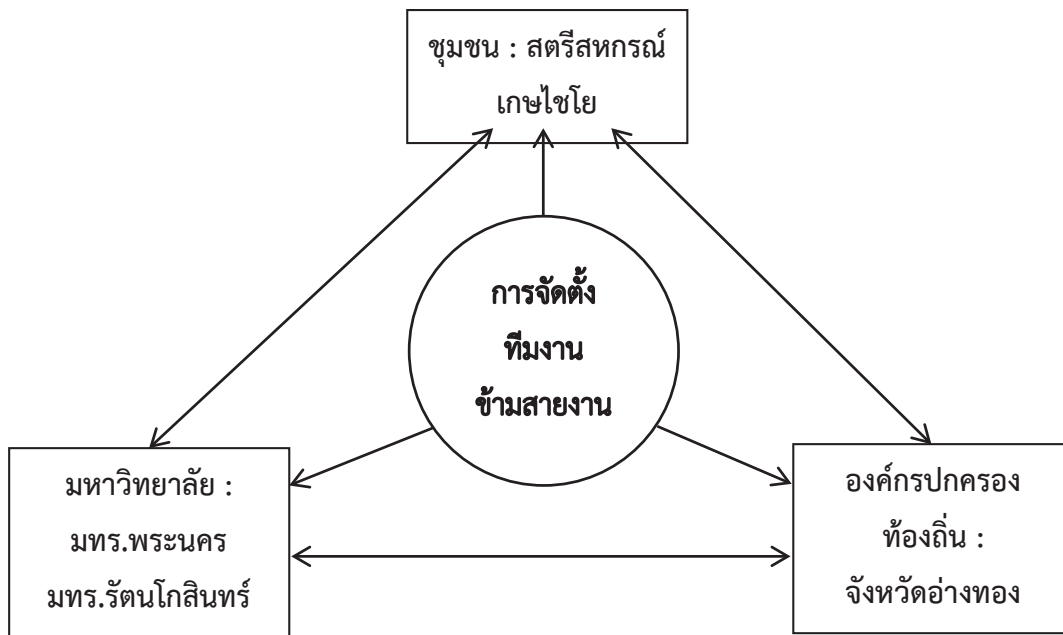 ชุมชน : สตรีสหกรณ์
เกษไชโย
การจัดตั้ง
ทีมงาน
ข้ามสายงาน
มหาวิทยาลัย :
มทร.พระนคร
มทร.รัตนโกสินทร์
องค์กรปกครอง
ท้องถิ่น :
จังหวัดอ่างทอง